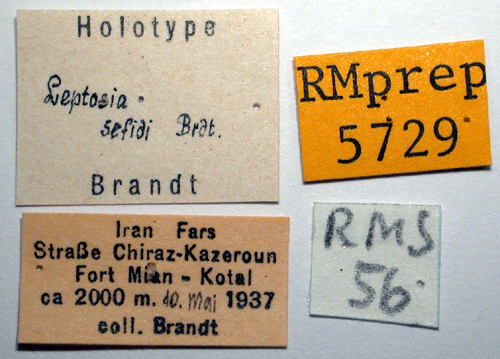 Holotype
Leptosia
sefidi Brdt.
Brandt
RMprep
5729
Iran Fars
Straße Chiraz-Kazeroun
Fort Mian - Kotal
ca 2000 m. 10. Mai 1937
coll. Brandt
RMS
56